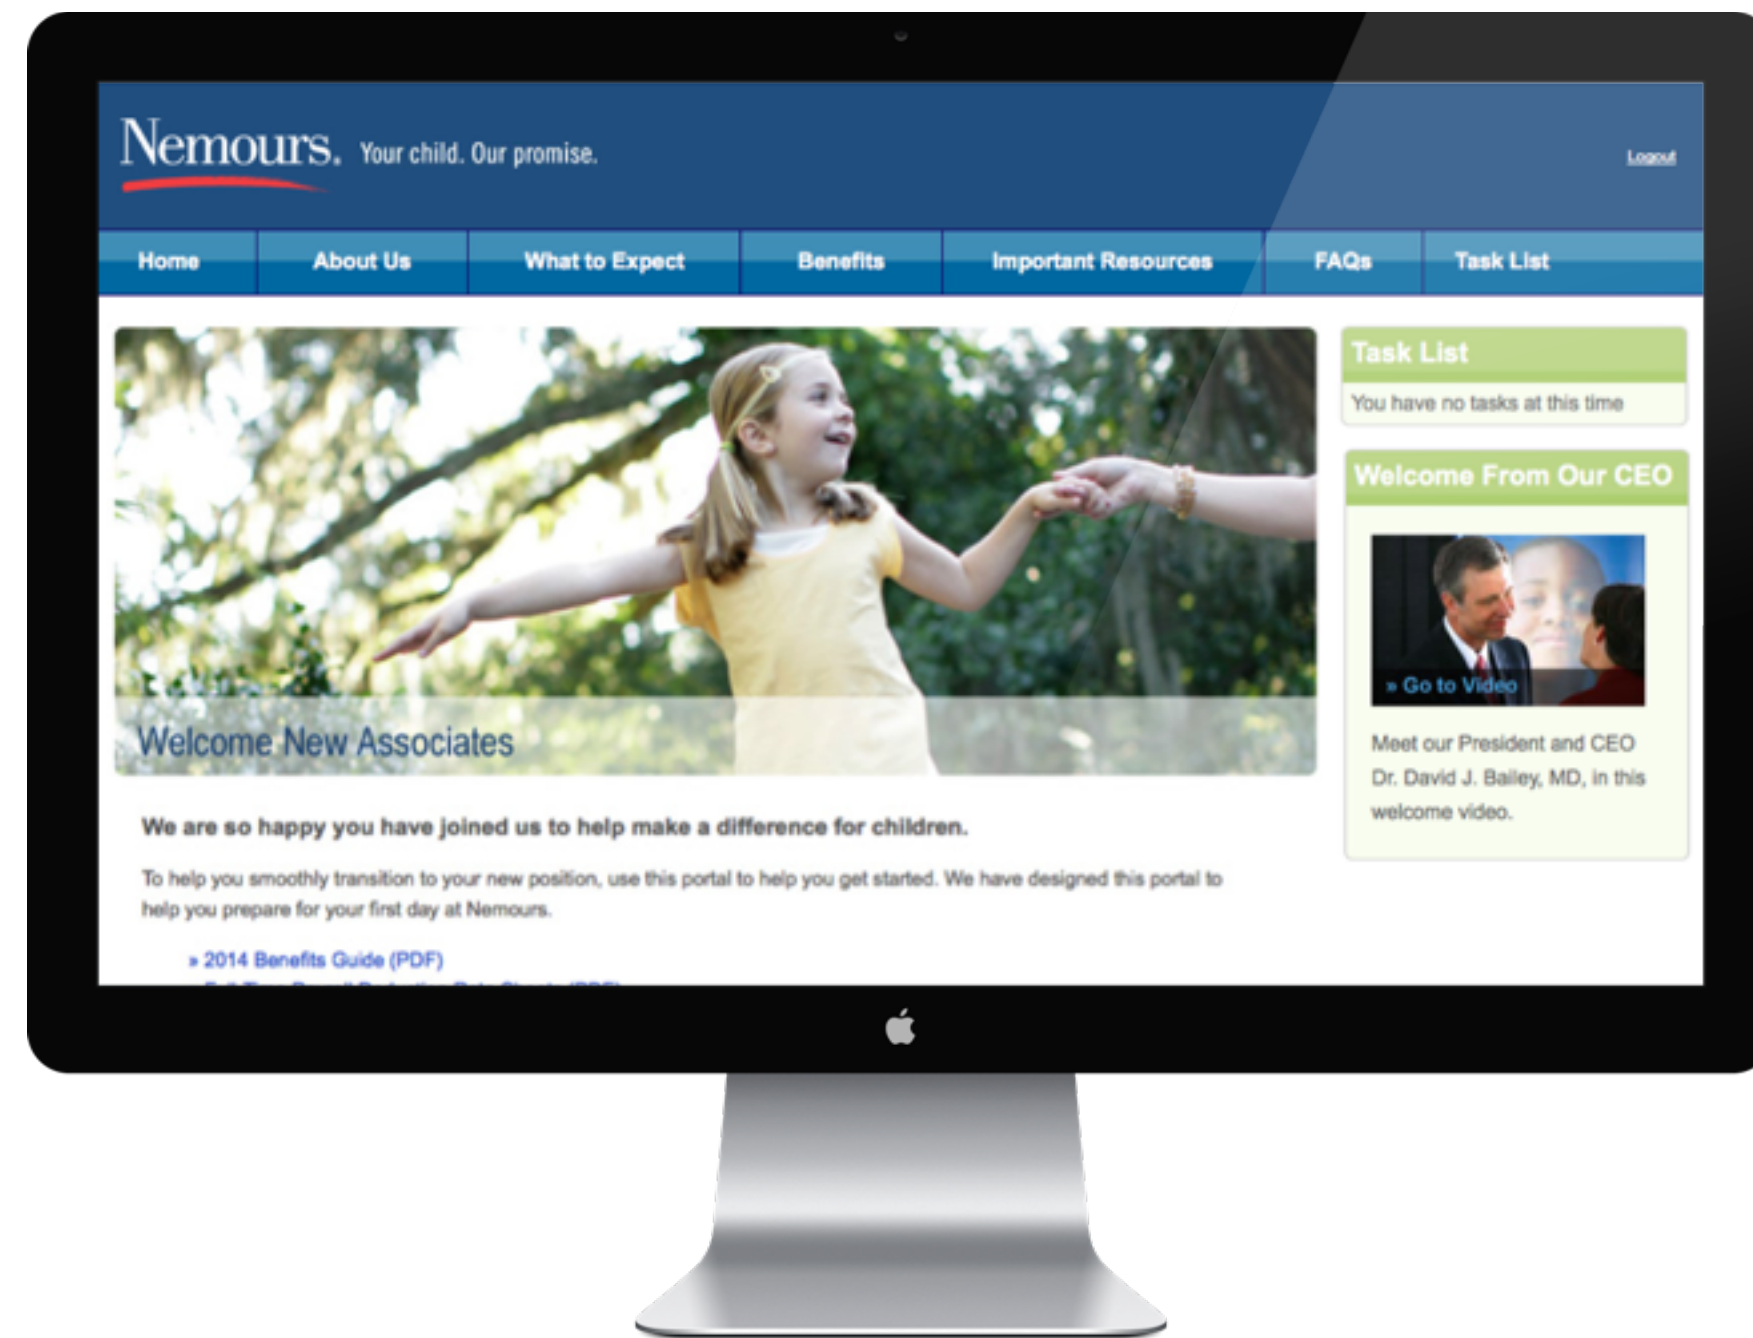 Nemours. Your child. Our promise.
Logout
Home About Us What to Expect Benefits Important Resources FAQs Task List
Welcome New Associates
We are so happy you have joined us to help make a difference for children.
To help you smoothly transition to your new position, use this portal to help you get started. We have designed this portal to
help you prepare for your first day at Nemours.
» 2014 Benefits Guide (PDF)
Task List
You have no tasks at this time
Welcome From Our CEO
» Go to Video
Meet our President and CEO
Dr. David J. Bailey, MD, in this
welcome video.